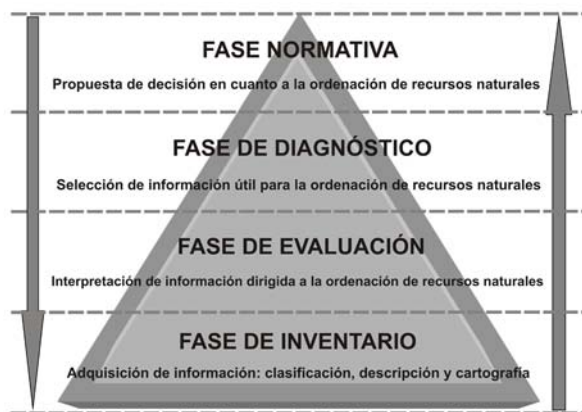 FASE NORMATIVA
Propuesta de decisión en cuanto a la ordenación de recursos naturales
FASE DE DIAGNÓSTICO
Selección de información útil para la ordenación de recursos naturales
FASE DE EVALUACIÓN
Interpretación de información dirigida a la ordenación de recursos naturales
FASE DE INVENTARIO
Adquisición de información: clasificación, descripción y cartografía